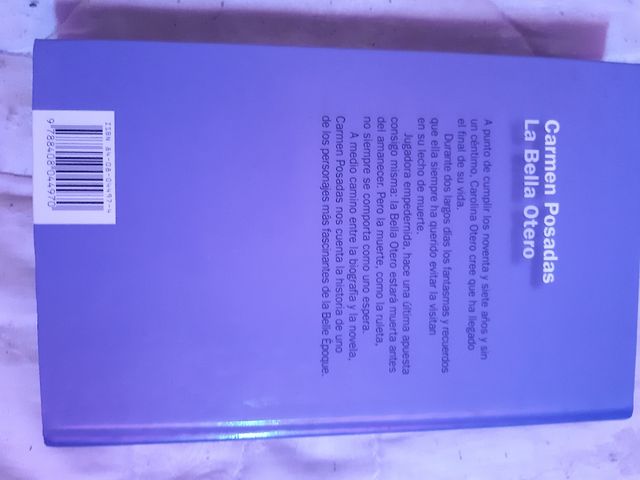 Carmen Posadas
La Bella Otero
A punto de cumplir los noventa y siete años y sin
un céntimo, Carolina Otero cree que ha llegado
el final de su vida.
Durante dos largos días los fantasmas y recuerdos
que ella siempre ha querido evitar la visitan
en su lecho de muerte.
Jugadora empedernida, hace una última apuesta
consigo misma: la Bella Otero estará muerta antes
del amanecer. Pero la muerte, como la ruleta,
no siempre se comporta como uno espera.
A medio camino entre la biografía y la novela,
Carmen Posadas nos cuenta la historia de uno
de los personajes más fascinantes de la Belle Époque.
ISBN 84-08-04497-4
9788408044970